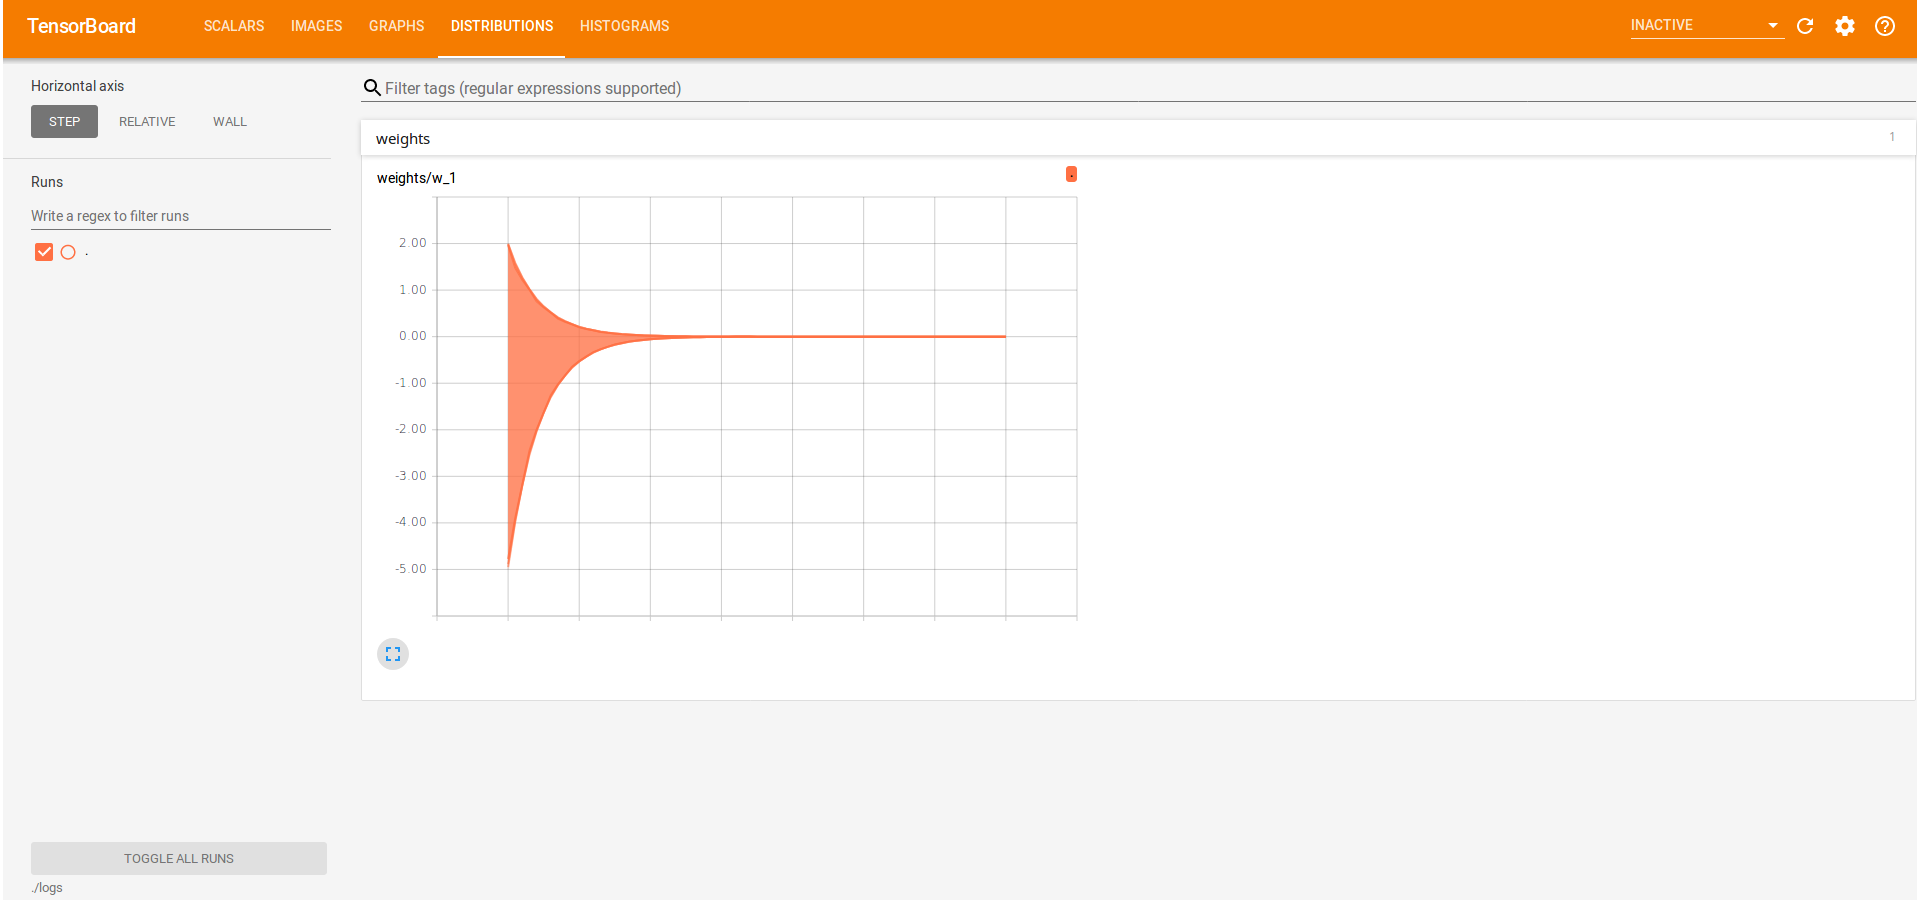 TensorBoard SCALARS IMAGES GRAPHS DISTRIBUTIONS HISTOGRAMS INACTIVE
Horizontal axis
STEP RELATIVE WALL
Runs
Write a regex to filter runs
.
TOGGLE ALL RUNS
./logs
Filter tags (regular expressions supported)
weights 1
weights/w_1 .
2.00
1.00
0.00
-1.00
-2.00
-3.00
-4.00
-5.00